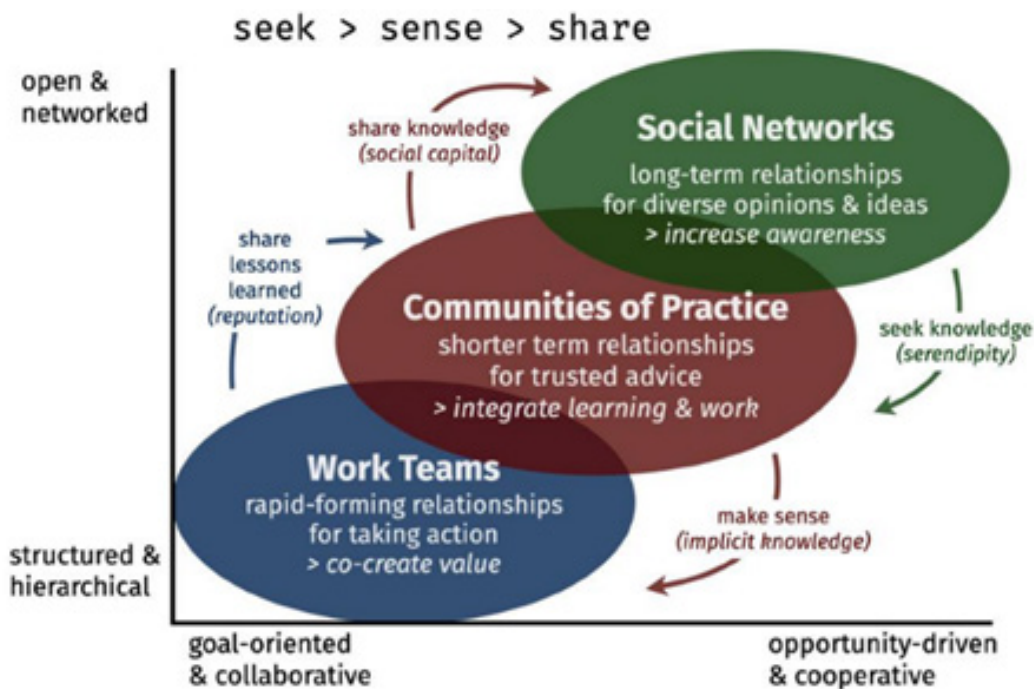 seek > sense > share
open &
networked
share knowledge
(social capital)
Social Networks
long-term relationships
for diverse opinions & ideas
> increase awareness
share
lessons
learned
(reputation)
Communities of Practice
shorter term relationships
for trusted advice
> integrate learning & work
seek knowledge
(serendipity)
Work Teams
rapid-forming relationships
for taking action
> co-create value
make sense
(implicit knowledge)
structured &
hierarchical
goal-oriented
& collaborative
opportunity-driven
& cooperative